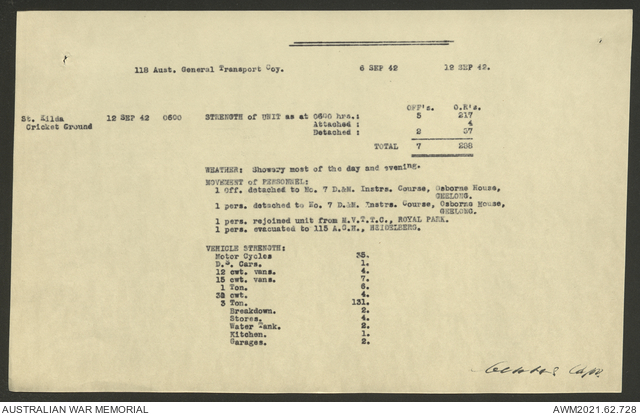 118 Aust. General Transport Coy. 6 SEP 42 12 SEP 42.
OFF's. O.R's.
St. Kilda 12 SEP 42 0600 STRENGTH of UNIT as at 0600 hrs.: 5 217
Cricket Ground Attached: 4
Detached: 2 57
TOTAL 7 288
WEATHER: Showery most of the day and evening.
MOVEMENT OF PERSONNEL:
1 Off. detached to No. 7 D.&M. Instrs. Course, Osborne House,
GEELONG.
1 pers. detached to No. 7 D.&M. Instrs. Course, Osborne House,
GEELONG.
1 pers. rejoined unit from M.V.T.T.C., ROYAL PARK.
1 pers. evacuated to 115 A.G.H., HEIDELBERG.
VEHICLE STRENGTH:
Motor Cycles 35.
D.R. Cars. 1.
12 cwt. vans. 4.
15 cwt. vans. 7.
1 Ton. 6.
30 cwt. 4.
3 Ton. 131.
Breakdown. 2.
Stores. 4.
Water Tank. 2.
Kitchen. 1.
Garages. 2.
Capt.
AUSTRALIAN WAR MEMORIAL AWM2021.62.728